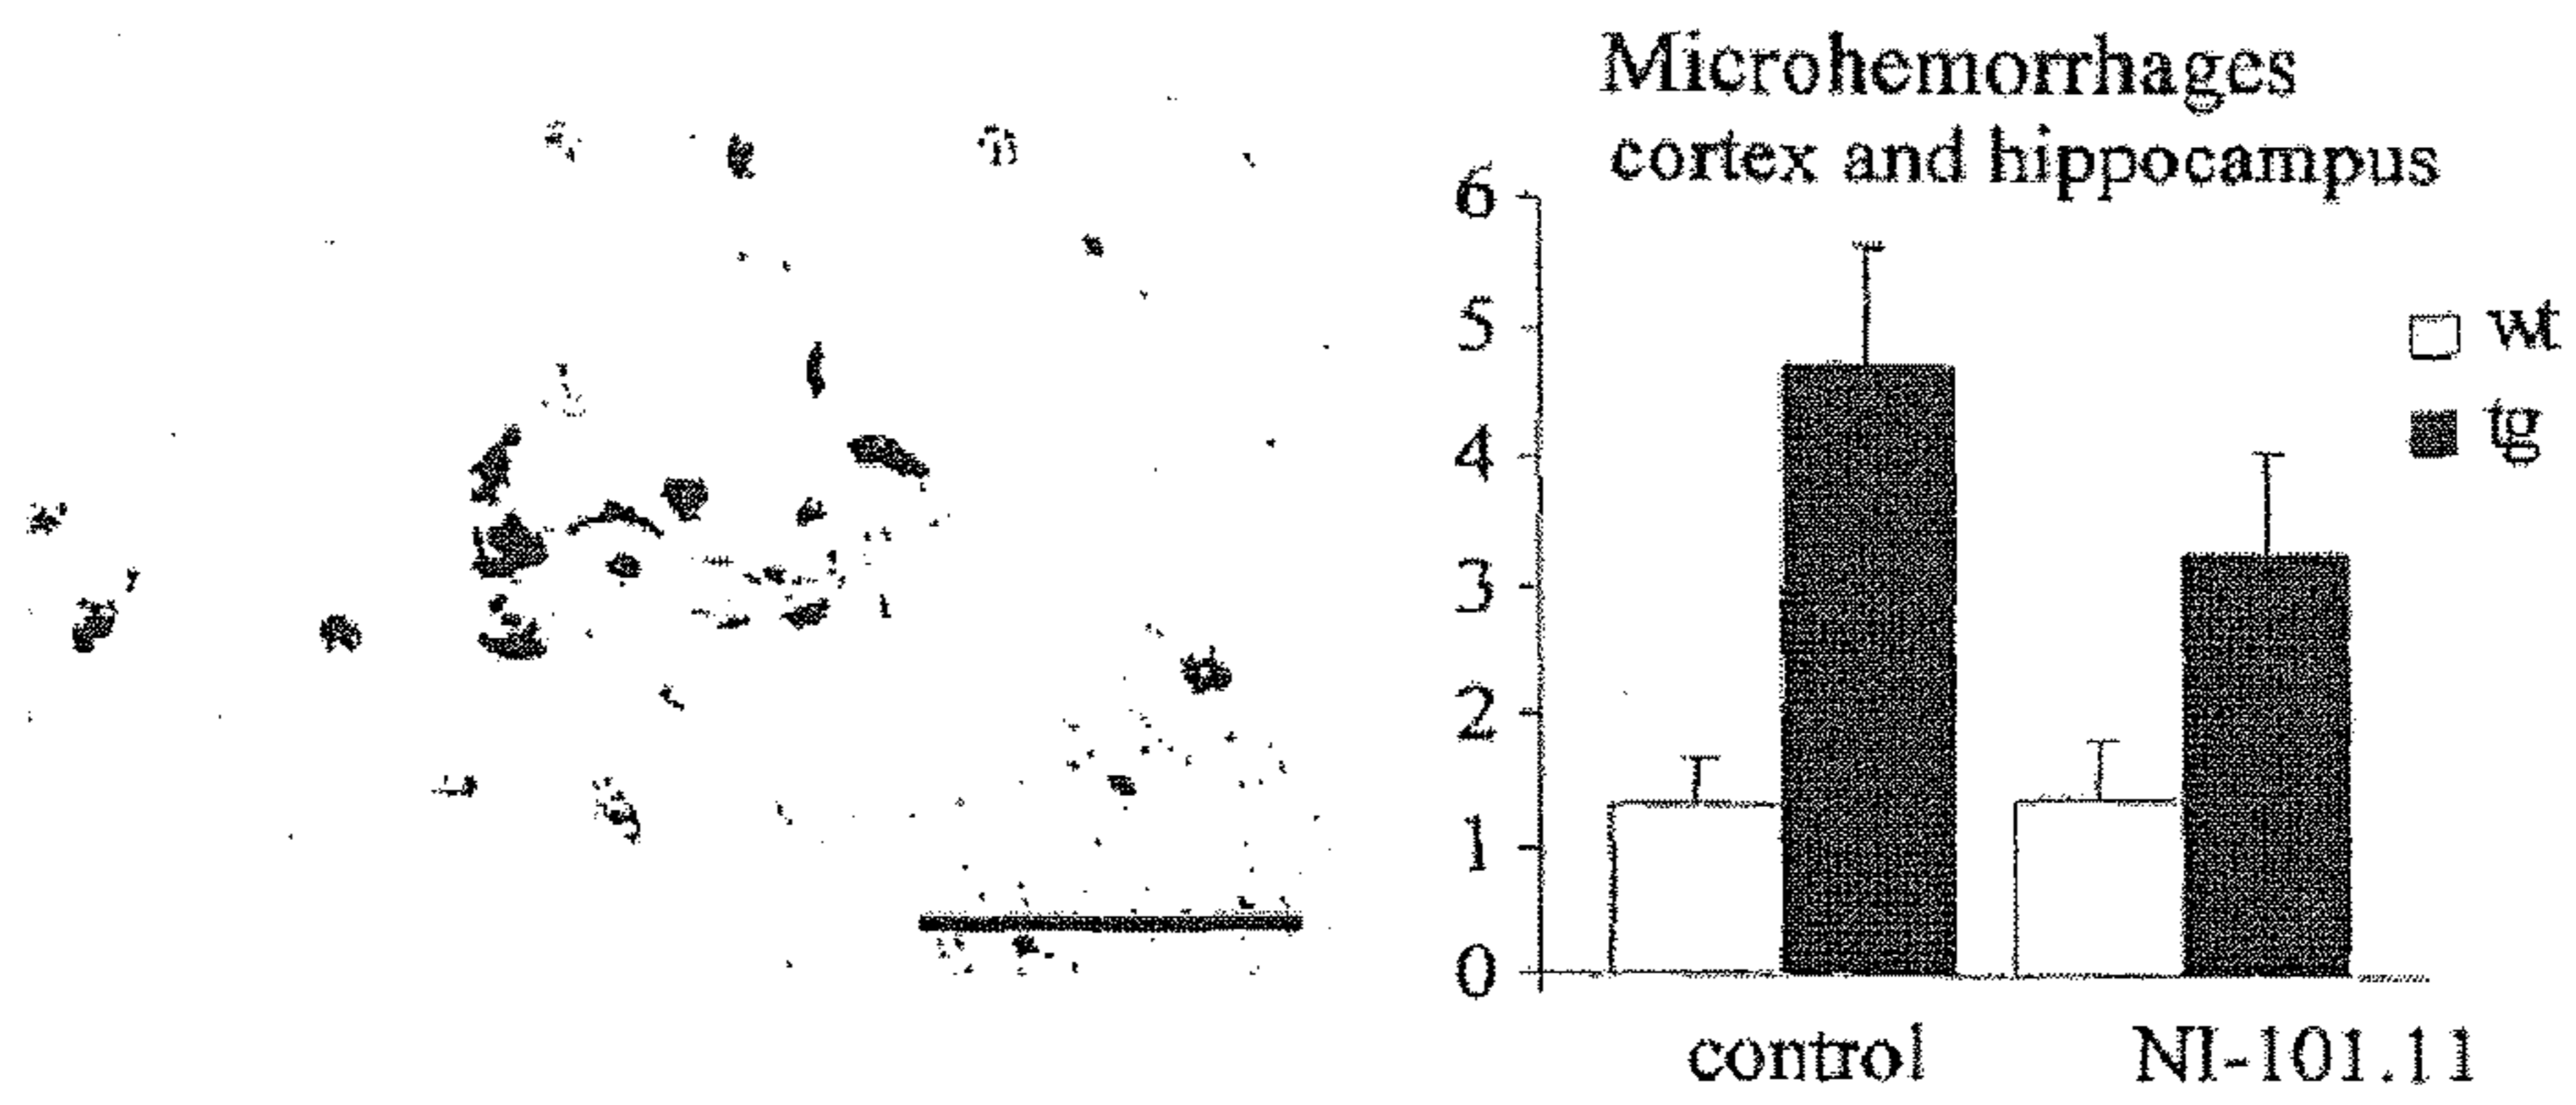 Microhemorrhages
cortex and hippocampus
6
5
4
3
2
1
0
wt
tg
control NI-101.11